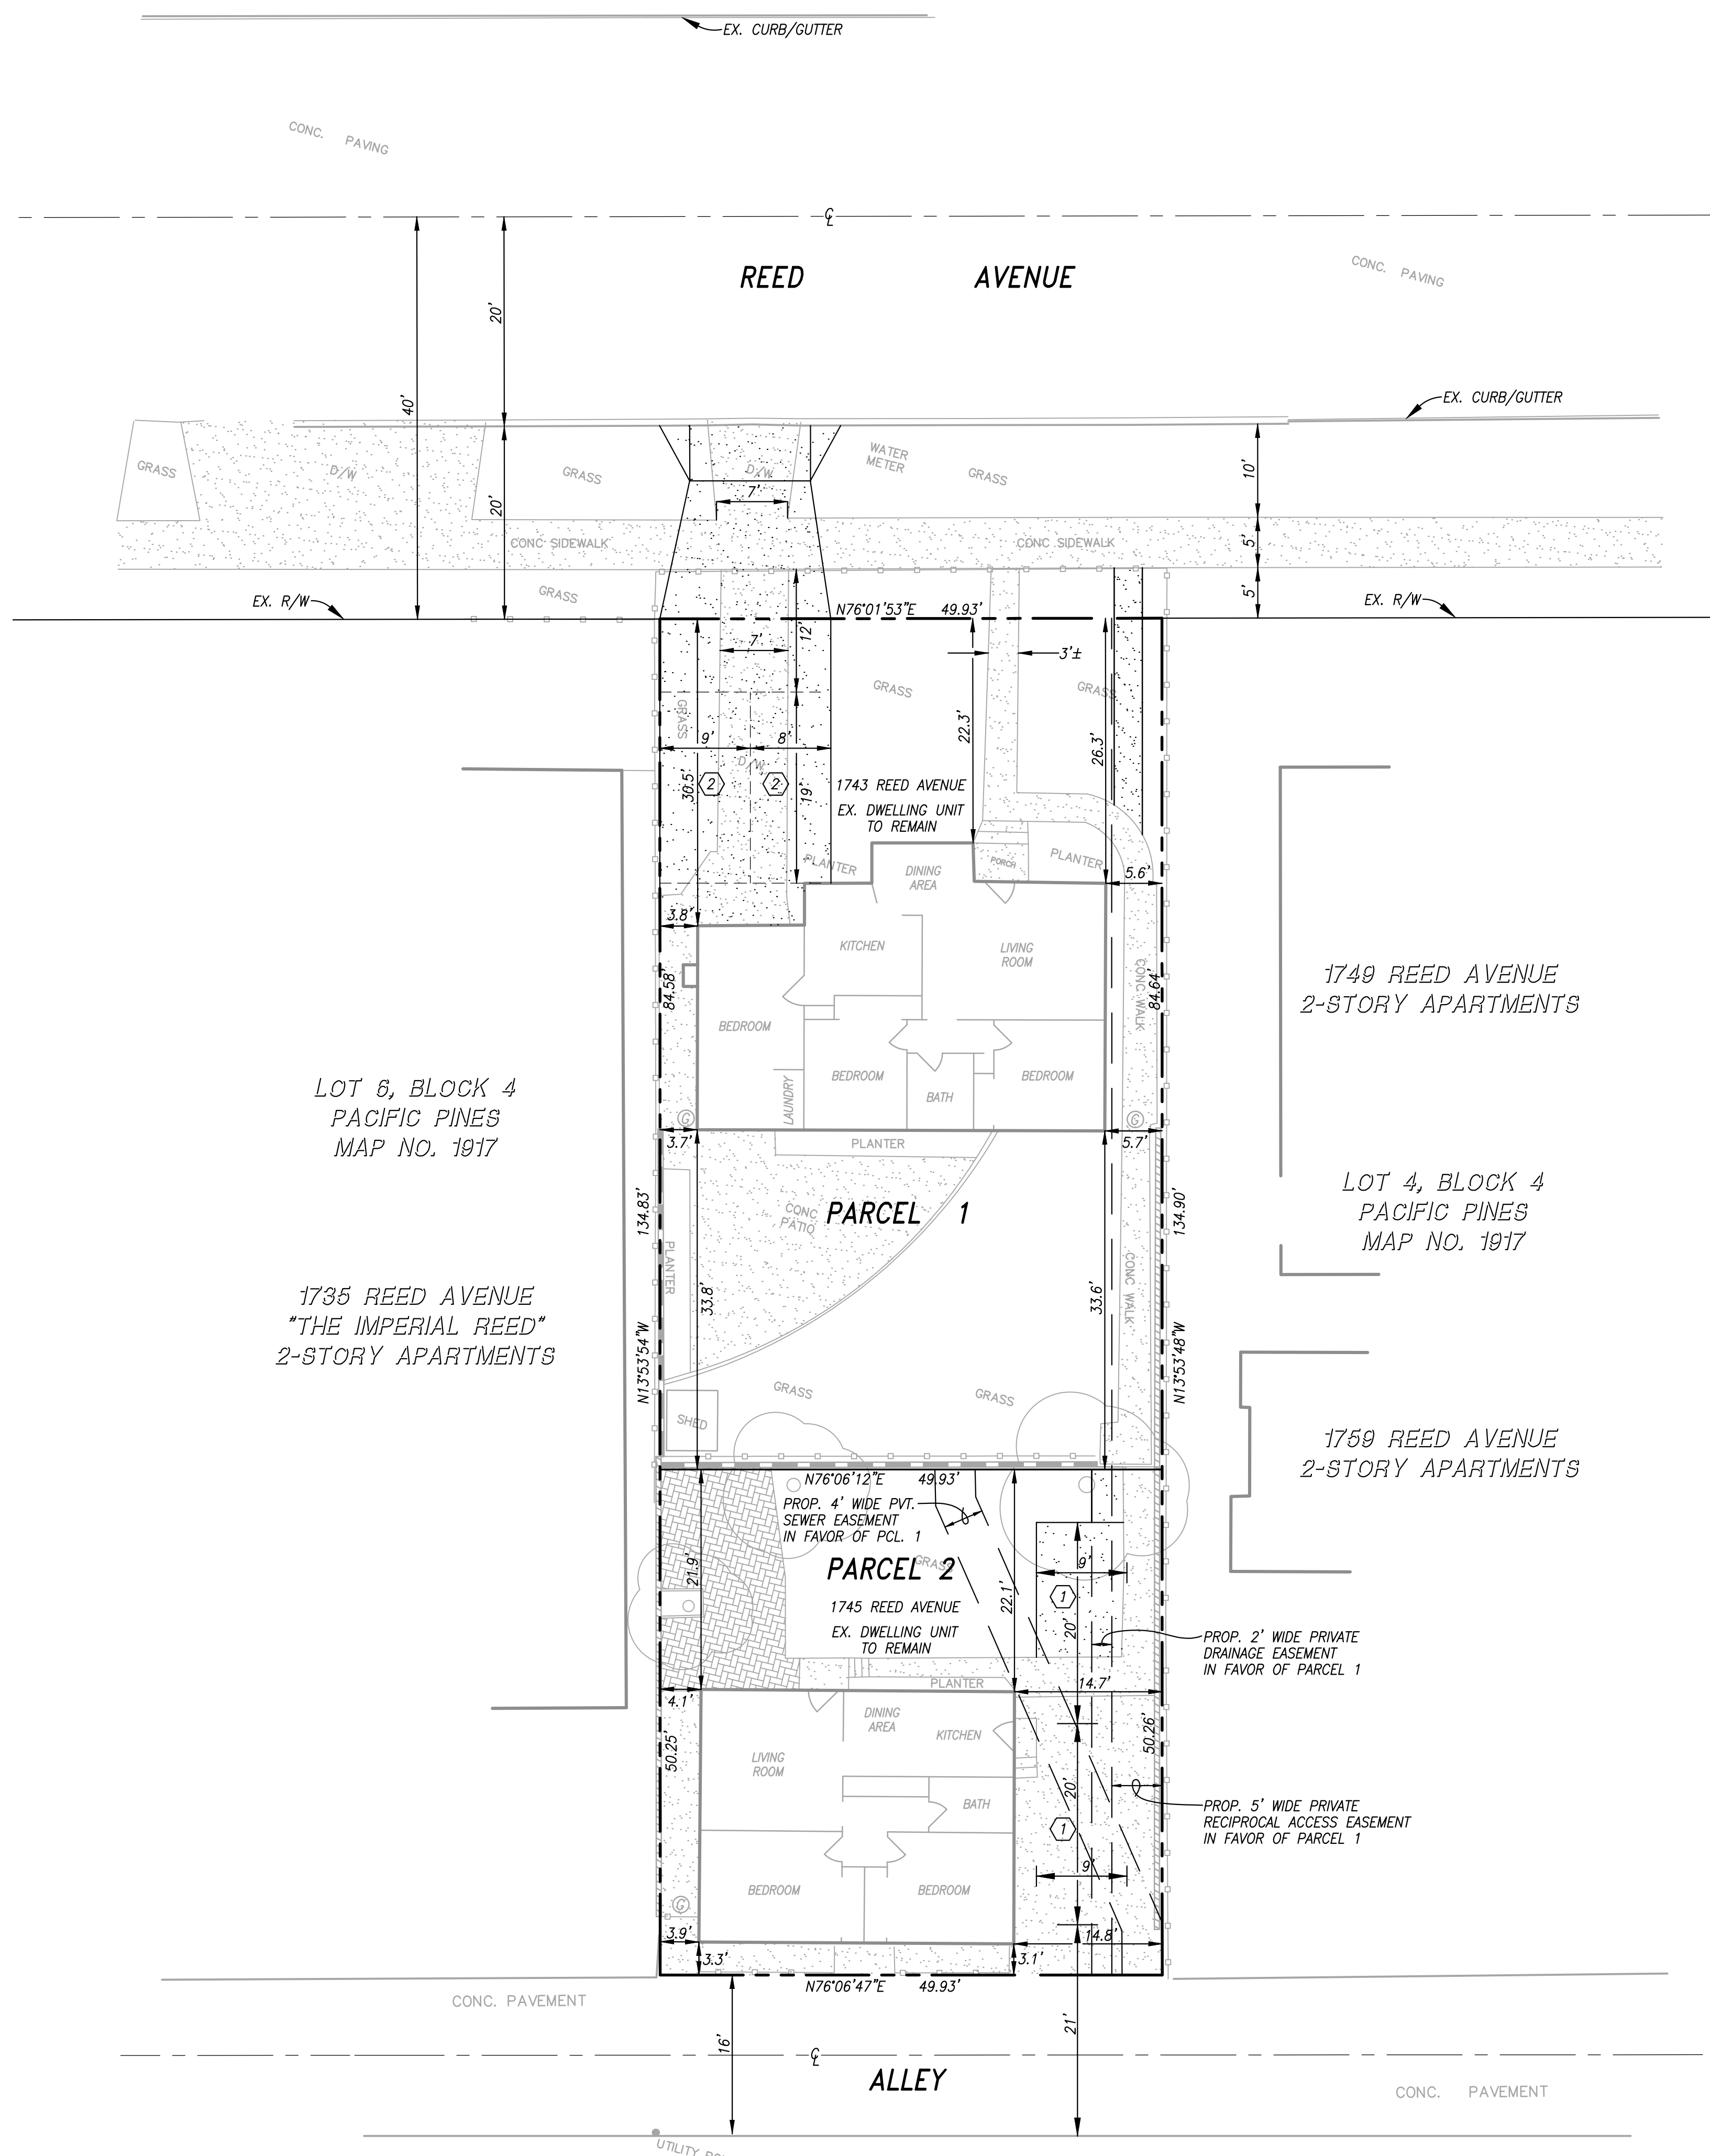 EX. CURB/GUTTER
CONC. PAVING
℄
REED AVENUE
CONC. PAVING
20'
40'
EX. CURB/GUTTER
GRASS
D/W
GRASS
D/W
WATER
METER
GRASS
10'
7'
20'
CONC SIDEWALK
CONC SIDEWALK
5'
GRASS
5'
EX. R/W
N76°01'53"E 49.93'
EX. R/W
12'
7'
3'±
GRASS
GRASS
GRASS
22.3'
26.3'
9'
8'
D/W
30.5'
2
2
19'
1743 REED AVENUE
EX. DWELLING UNIT
TO REMAIN
PLANTER
PORCH
PLANTER
DINING
AREA
5.6'
3.8'
KITCHEN
LIVING
ROOM
84.58'
CONC WALK
84.64'
1749 REED AVENUE
2-STORY APARTMENTS
BEDROOM
BEDROOM
BEDROOM
LAUNDRY
BATH
LOT 6, BLOCK 4
PACIFIC PINES
MAP NO. 1917
G
G
3.7'
PLANTER
5.7'
134.83'
CONC
PATIO
PARCEL 1
134.90'
LOT 4, BLOCK 4
PACIFIC PINES
MAP NO. 1917
PLANTER
33.8'
33.6'
CONC WALK
1735 REED AVENUE
"THE IMPERIAL REED"
2-STORY APARTMENTS
N13°53'54"W
N13°53'48"W
GRASS
GRASS
SHED
1759 REED AVENUE
2-STORY APARTMENTS
N76°06'12"E 49.93'
PROP. 4' WIDE PVT.
SEWER EASEMENT
IN FAVOR OF PCL. 1
21.9'
GRASS
PARCEL 2
9'
22.1'
1
1745 REED AVENUE
EX. DWELLING UNIT
TO REMAIN
20'
PROP. 2' WIDE PRIVATE
DRAINAGE EASEMENT
IN FAVOR OF PARCEL 1
PLANTER
14.7'
4.1'
DINING
AREA
KITCHEN
50.25'
LIVING
ROOM
50.26'
20'
BATH
PROP. 5' WIDE PRIVATE
RECIPROCAL ACCESS EASEMENT
IN FAVOR OF PARCEL 1
1
9'
BEDROOM
BEDROOM
G
3.9'
14.8'
3.3'
3.1'
N76°06'47"E 49.93'
CONC. PAVEMENT
16'
21'
℄
ALLEY
CONC. PAVEMENT
UTILITY